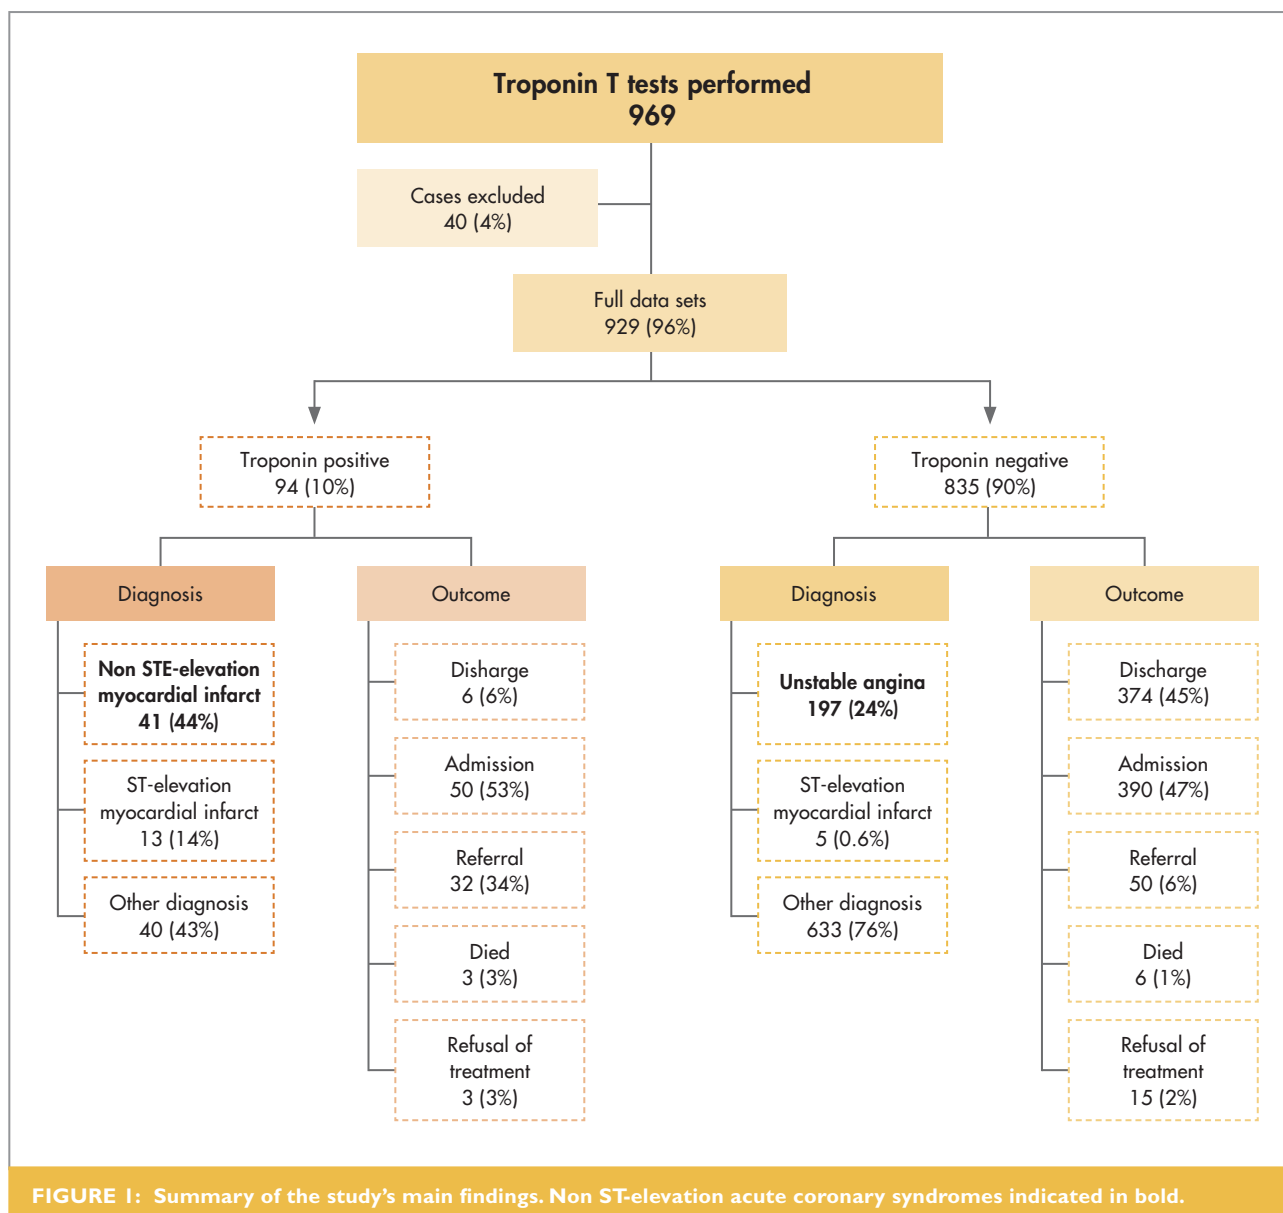 Troponin T tests performed
969
Cases excluded
40 (4%)
Full data sets
929 (96%)
Troponin positive
94 (10%)
Troponin negative
835 (90%)
Diagnosis
Non STE-elevation
myocardial infarct
41 (44%)
ST-elevation
myocardial infarct
13 (14%)
Other diagnosis
40 (43%)
Outcome
Disharge
6 (6%)
Admission
50 (53%)
Referral
32 (34%)
Died
3 (3%)
Refusal of
treatment
3 (3%)
Diagnosis
Unstable angina
197 (24%)
ST-elevation
myocardial infarct
5 (0.6%)
Other diagnosis
633 (76%)
Outcome
Discharge
374 (45%)
Admission
390 (47%)
Referral
50 (6%)
Died
6 (1%)
Refusal of
treatment
15 (2%)
FIGURE 1: Summary of the study's main findings. Non ST-elevation acute coronary syndromes indicated in bold.